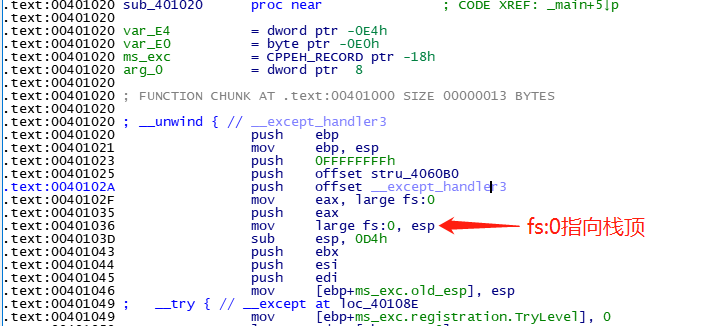 .text:00401020 sub_401020      proc near               ; CODE XREF: _main+5↓p
.text:00401020
.text:00401020 var_E4          = dword ptr -0E4h
.text:00401020 var_E0          = byte ptr -0E0h
.text:00401020 ms_exc          = CPPEH_RECORD ptr -18h
.text:00401020 arg_0           = dword ptr  8
.text:00401020
.text:00401020 ; FUNCTION CHUNK AT .text:00401000 SIZE 00000013 BYTES
.text:00401020
.text:00401020 ; __unwind { // __except_handler3
.text:00401020                 push    ebp
.text:00401021                 mov     ebp, esp
.text:00401023                 push    0FFFFFFFFh
.text:00401025                 push    offset stru_4060B0
.text:0040102A                 push    offset __except_handler3
.text:0040102F                 mov     eax, large fs:0
.text:00401035                 push    eax
.text:00401036                 mov     large fs:0, esp
fs:0指向栈顶
.text:0040103D                 sub     esp, 0D4h
.text:00401043                 push    ebx
.text:00401044                 push    esi
.text:00401045                 push    edi
.text:00401046                 mov     [ebp+ms_exc.old_esp], esp
.text:00401049 ;   __try { // __except at loc_40108E
.text:00401049                 mov     [ebp+ms_exc.registration.TryLevel], 0